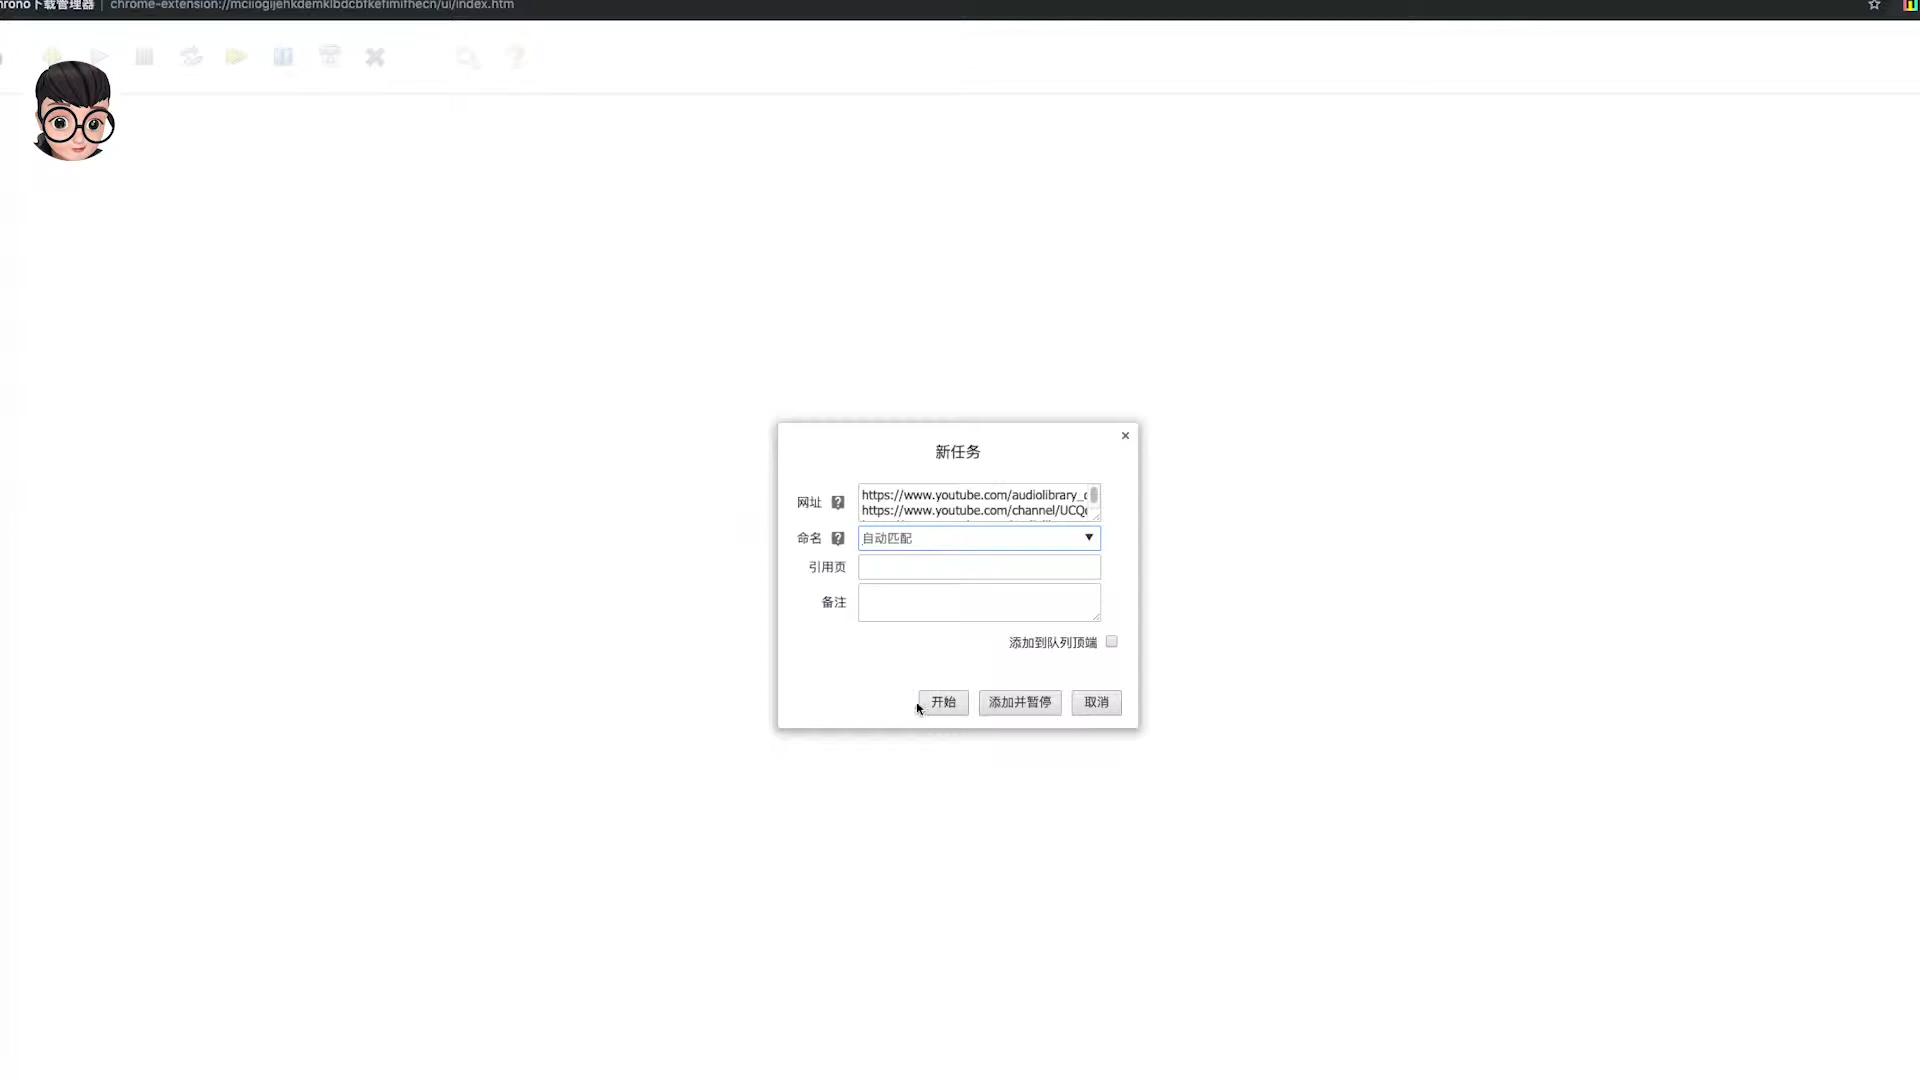 hrono下载管理器 | chrome-extension://mciiogijehkdemklbdcbfkefimifhecn/ui/index.htm
新任务
网址
https://www.youtube.com/audiolibrary_
https://www.youtube.com/channel/UCQ
命名 自动匹配
引用页
备注
添加到队列顶端
开始 添加并暂停 取消